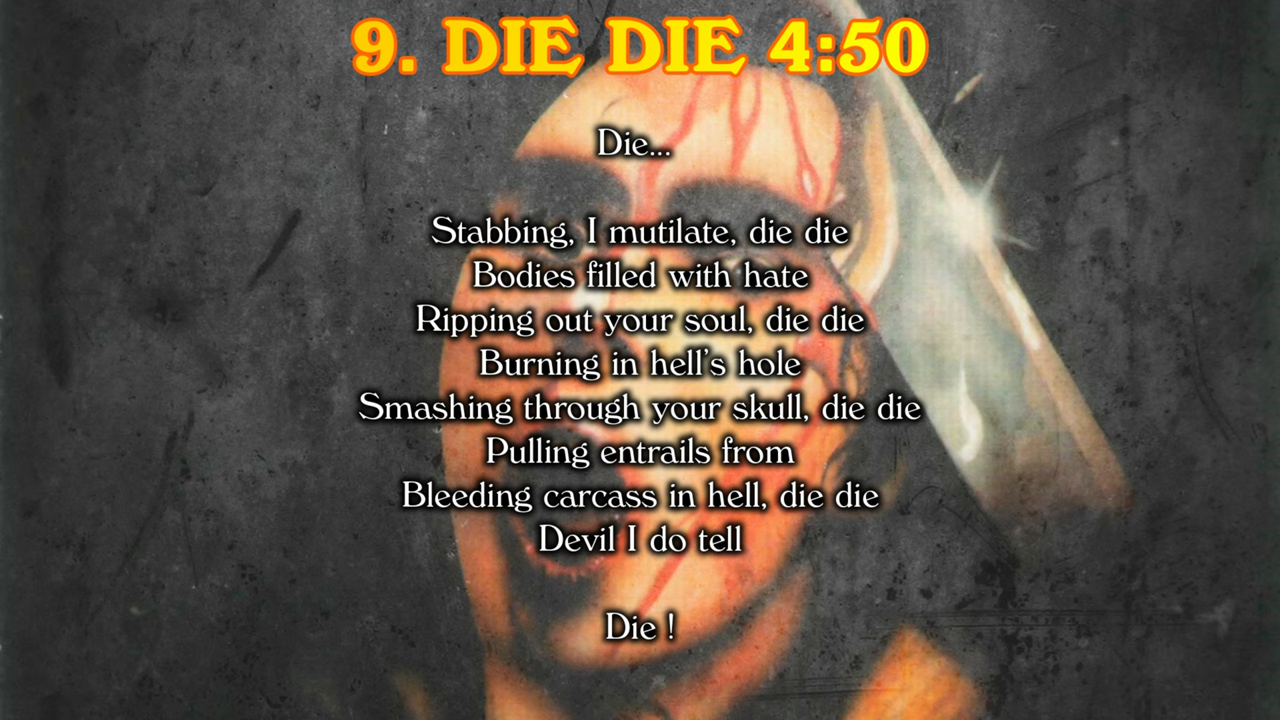 9. DIE DIE 4:50
Die...
Stabbing, I mutilate, die die
Bodies filled with hate
Ripping out your soul, die die
Burning in hell's hole
Smashing through your skull, die die
Pulling entrails from
Bleeding carcass in hell, die die
Devil I do tell
Die !